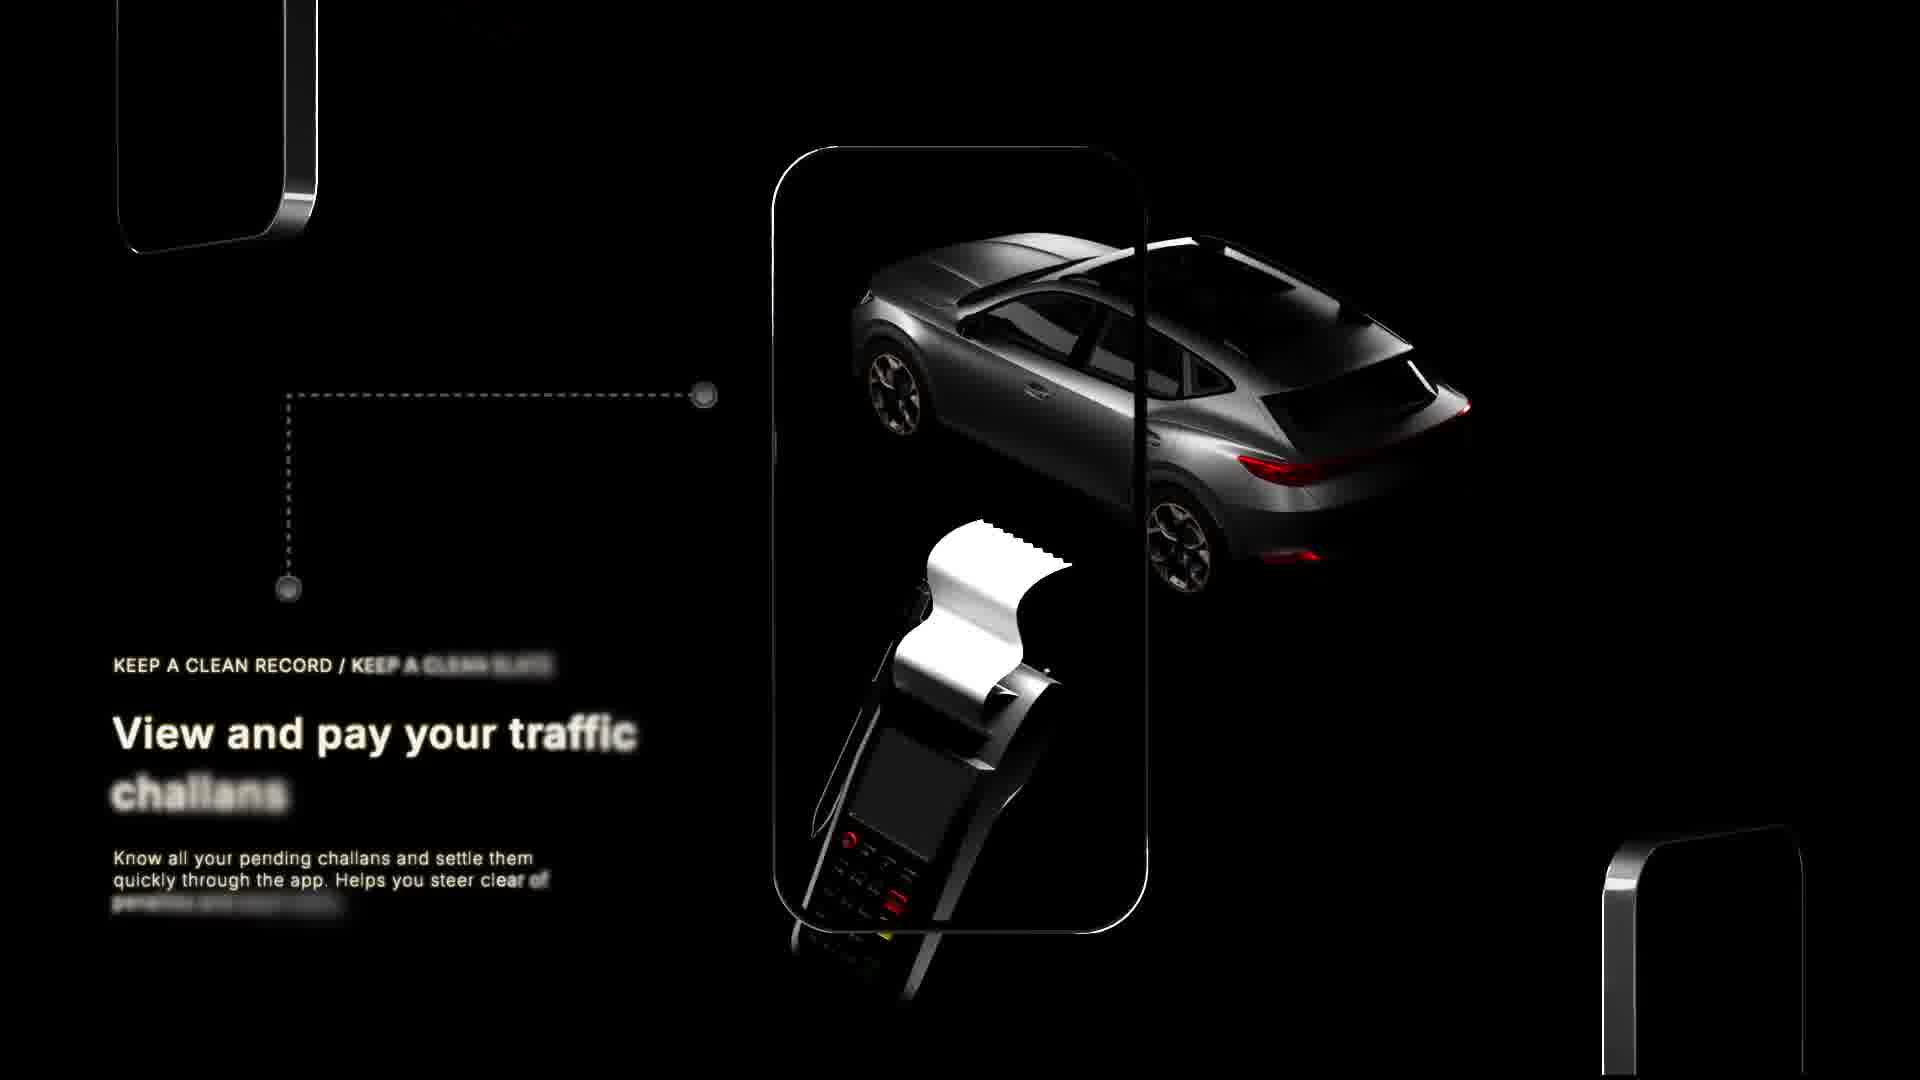 KEEP A CLEAN RECORD / KEEP A CLEAN
View and pay your traffic
challans
Know all your pending challans and settle them
quickly through the app. Helps you steer clear of